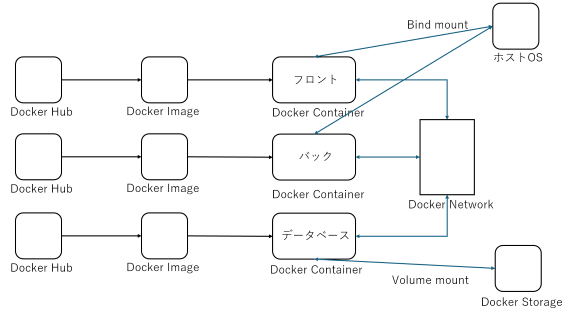 Bind mount
ホストOS
フロント
Docker Hub
Docker Image
Docker Container
バック
Docker Hub
Docker Image
Docker Container
Docker Network
データベース
Docker Hub
Docker Image
Docker Container
Volume mount
Docker Storage